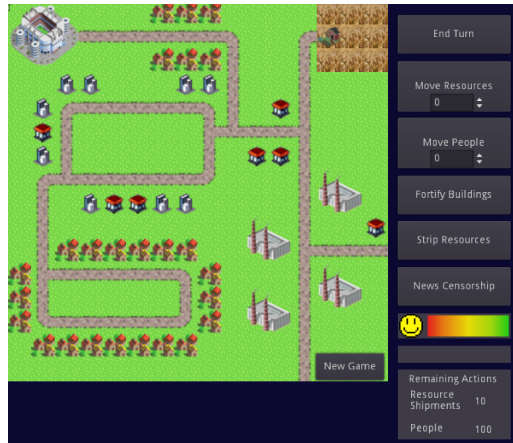 End Turn
Move Resources
0
Move People
0
Fortify Buildings
Strip Resources
News Censorship
New Game
Remaining Actions
Resource
Shipments 10
People 100